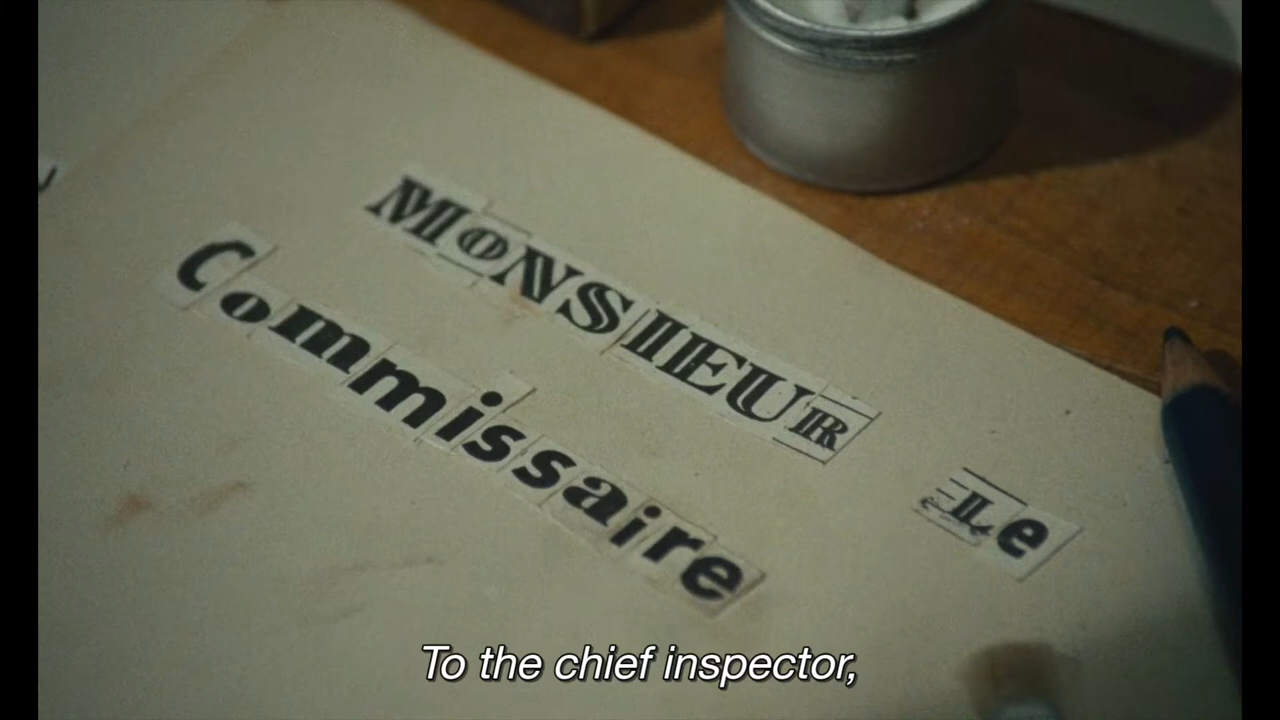 MoNSIEUR Le
Commissaire
To the chief inspector,